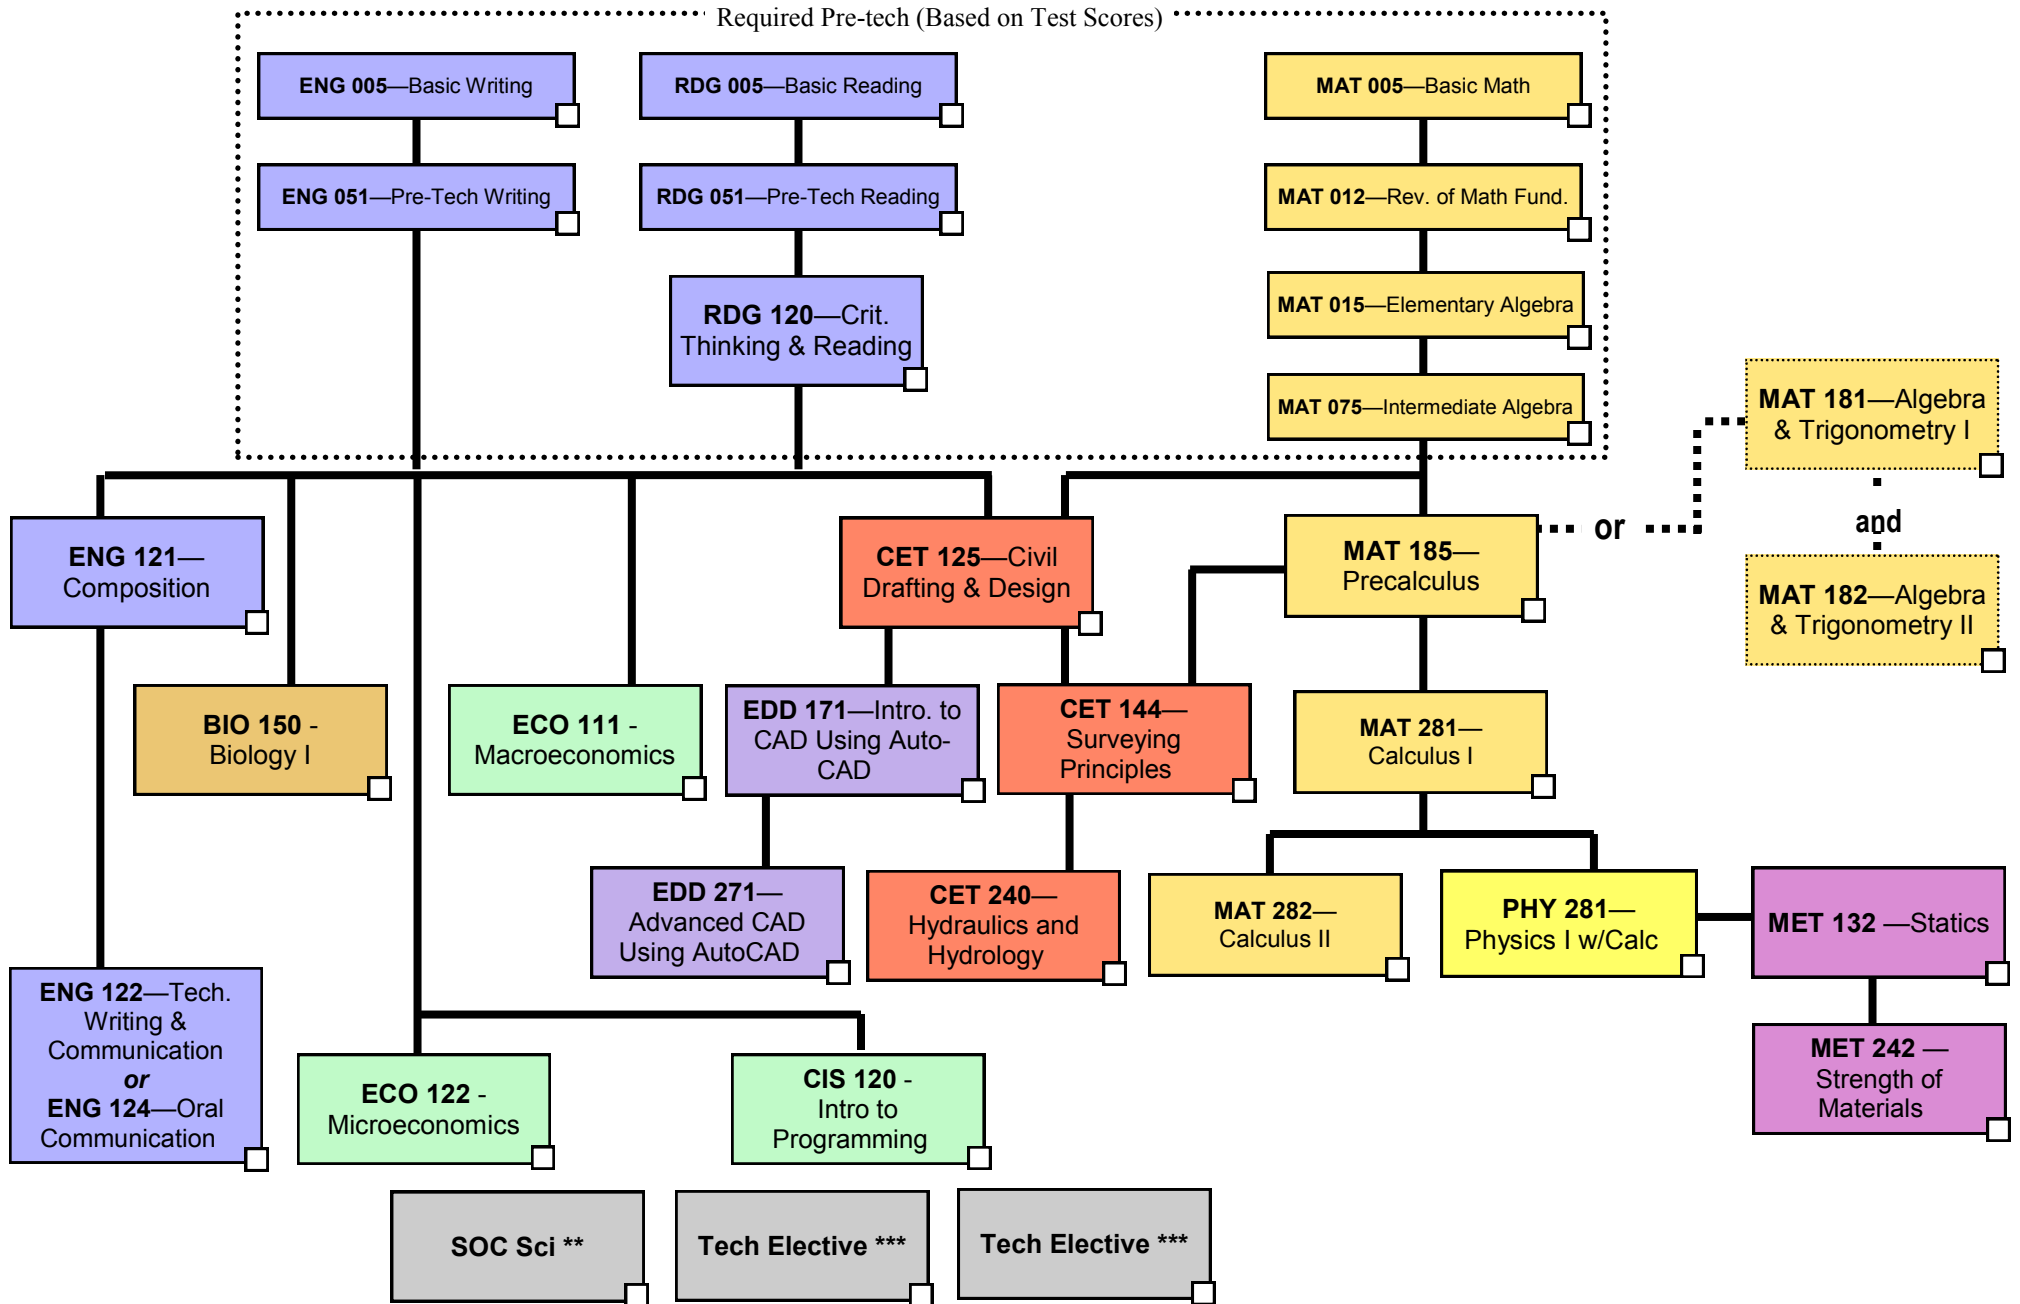 Required Pre-tech (Based on Test Scores)
ENG 005—Basic Writing
RDG 005—Basic Reading
MAT 005—Basic Math
ENG 051—Pre-Tech Writing
RDG 051—Pre-Tech Reading
MAT 012—Rev. of Math Fund.
RDG 120—Crit.
Thinking & Reading
MAT 015—Elementary Algebra
MAT 075—Intermediate Algebra
MAT 181—Algebra
& Trigonometry I
and
MAT 182—Algebra
& Trigonometry II
or
ENG 121—
Composition
CET 125—Civil
Drafting & Design
MAT 185—
Precalculus
BIO 150 -
Biology I
ECO 111 -
Macroeconomics
EDD 171—Intro. to
CAD Using Auto-
CAD
CET 144—
Surveying
Principles
MAT 281—
Calculus I
EDD 271—
Advanced CAD
Using AutoCAD
CET 240—
Hydraulics and
Hydrology
MAT 282—
Calculus II
PHY 281—
Physics I w/Calc
MET 132 —Statics
ENG 122—Tech.
Writing &
Communication
or
ENG 124—Oral
Communication
ECO 122 -
Microeconomics
CIS 120 -
Intro to
Programming
MET 242 —
Strength of
Materials
SOC Sci **
Tech Elective ***
Tech Elective ***